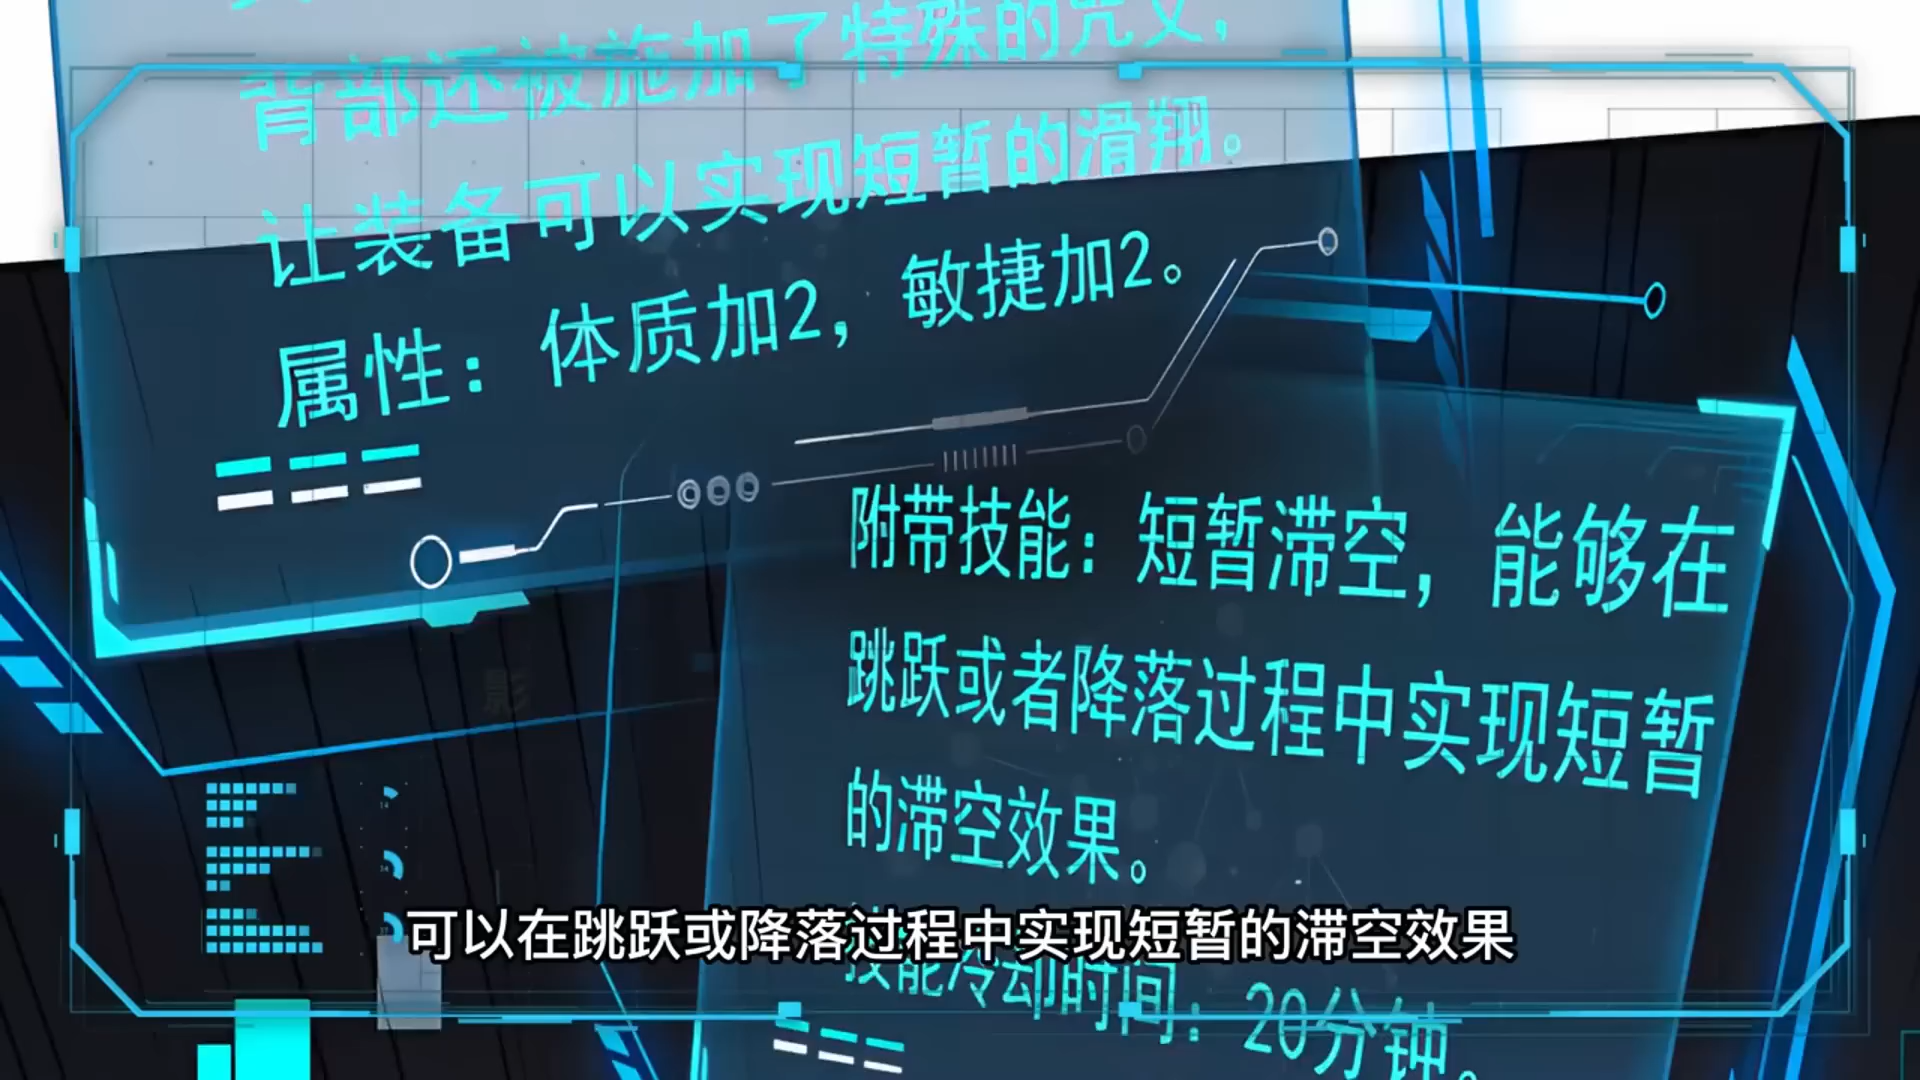 背部还被施加了特殊的咒文，
让装备可以实现短暂的滑翔。
属性：体质加2，敏捷加2。
附带技能：短暂滞空，能够在
跳跃或者降落过程中实现短暂
的滞空效果。
技能冷却时间：20分钟。
可以在跳跃或降落过程中实现短暂的滞空效果